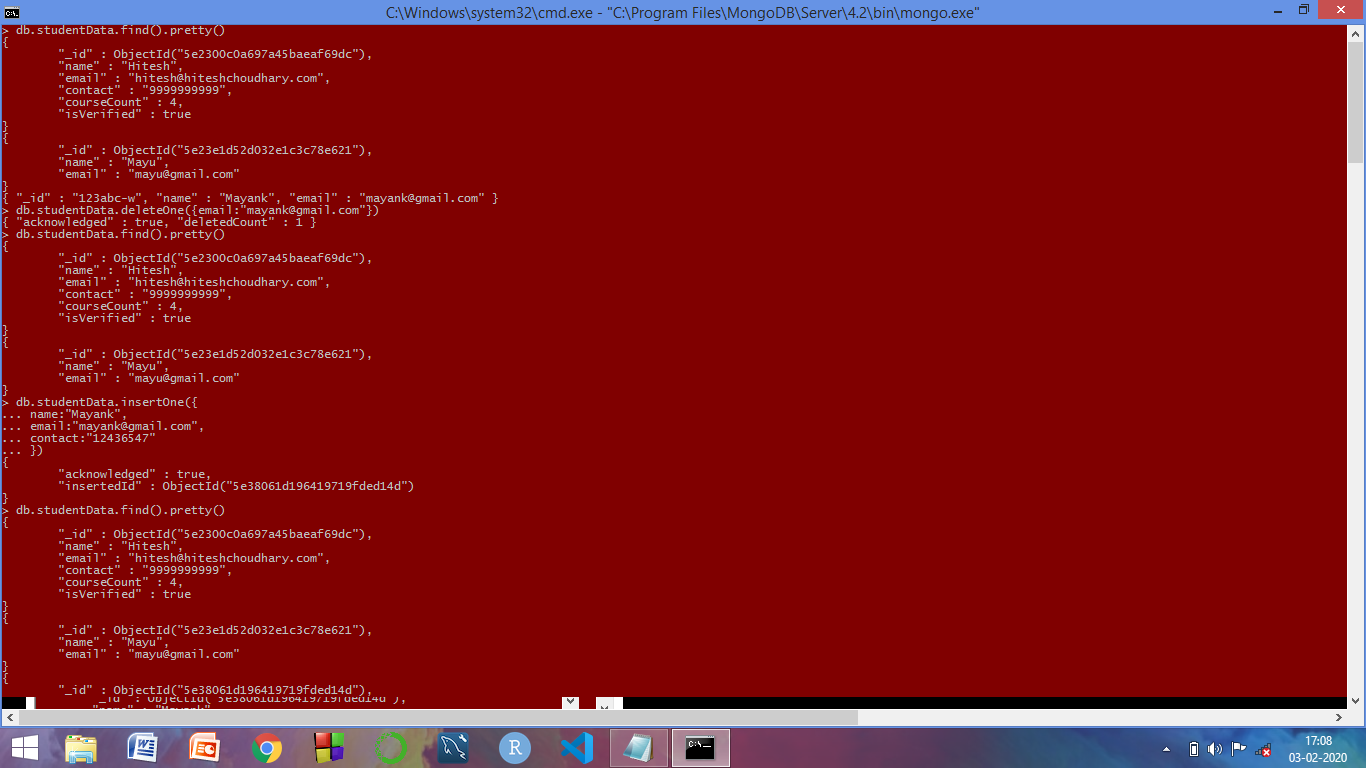 C:\Windows\system32\cmd.exe - "C:\Program Files\MongoDB\Server\4.2\bin\mongo.exe"
> db.studentData.find().pretty()
{
"_id" : ObjectId("5e2300c0a697a45baeaf69dc"),
"name" : "Hitesh",
"email" : "hitesh@hiteshchoudhary.com",
"contact" : "9999999999",
"courseCount" : 4,
"isVerified" : true
}
{
"_id" : ObjectId("5e23e1d52d032e1c3c78e621"),
"name" : "Mayu",
"email" : "mayu@gmail.com"
}
{ "_id" : "123abc-w", "name" : "Mayank", "email" : "mayank@gmail.com" }
> db.studentData.deleteOne({email:"mayank@gmail.com"})
{ "acknowledged" : true, "deletedCount" : 1 }
> db.studentData.find().pretty()
{
"_id" : ObjectId("5e2300c0a697a45baeaf69dc"),
"name" : "Hitesh",
"email" : "hitesh@hiteshchoudhary.com",
"contact" : "9999999999",
"courseCount" : 4,
"isVerified" : true
}
{
"_id" : ObjectId("5e23e1d52d032e1c3c78e621"),
"name" : "Mayu",
"email" : "mayu@gmail.com"
}
> db.studentData.insertOne({
... name:"Mayank",
... email:"mayank@gmail.com",
... contact:"12436547"
... })
{
"acknowledged" : true,
"insertedId" : ObjectId("5e38061d196419719fded14d")
}
> db.studentData.find().pretty()
{
"_id" : ObjectId("5e2300c0a697a45baeaf69dc"),
"name" : "Hitesh",
"email" : "hitesh@hiteshchoudhary.com",
"contact" : "9999999999",
"courseCount" : 4,
"isVerified" : true
}
{
"_id" : ObjectId("5e23e1d52d032e1c3c78e621"),
"name" : "Mayu",
"email" : "mayu@gmail.com"
}
{
"_id" : ObjectId("5e38061d196419719fded14d"),
"_id" : ObjectId("5e38061d196419719fded14d"),
C:\
R
17:08
03-02-2020